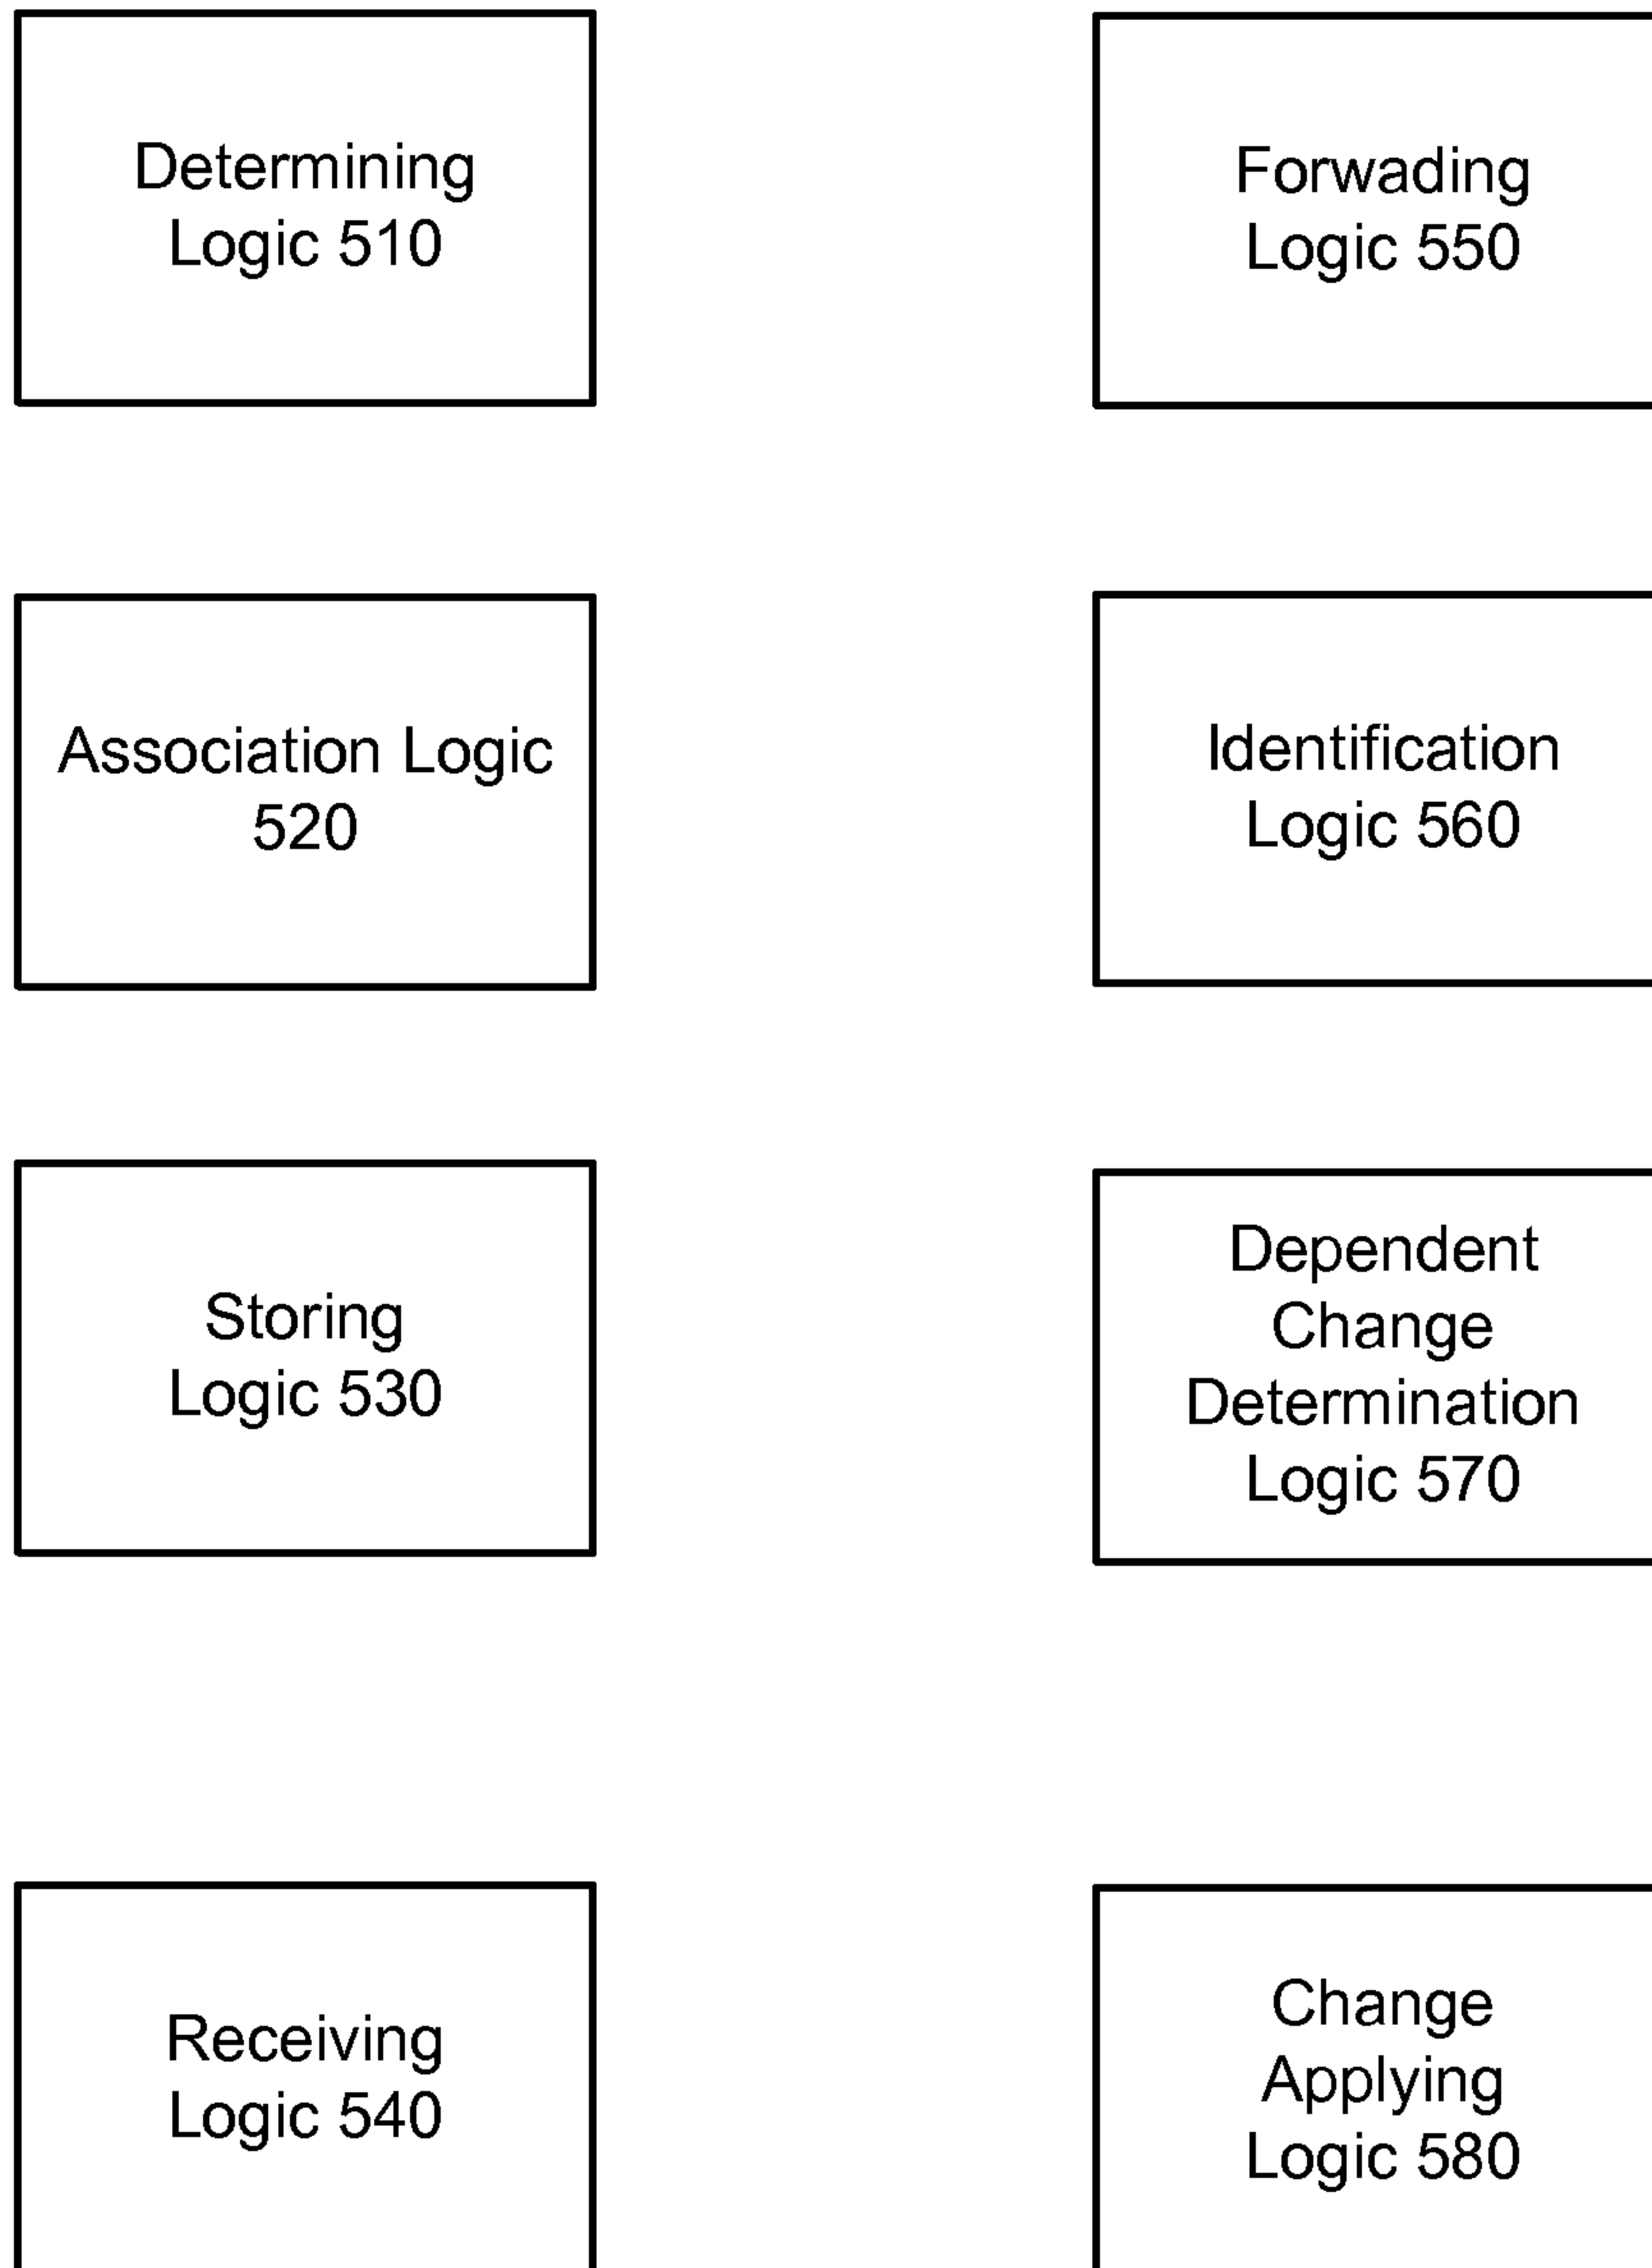 Determining
Logic 510
Association Logic
520
Storing
Logic 530
Receiving
Logic 540
Forwading
Logic 550
Identification
Logic 560
Dependent
Change
Determination
Logic 570
Change
Applying
Logic 580